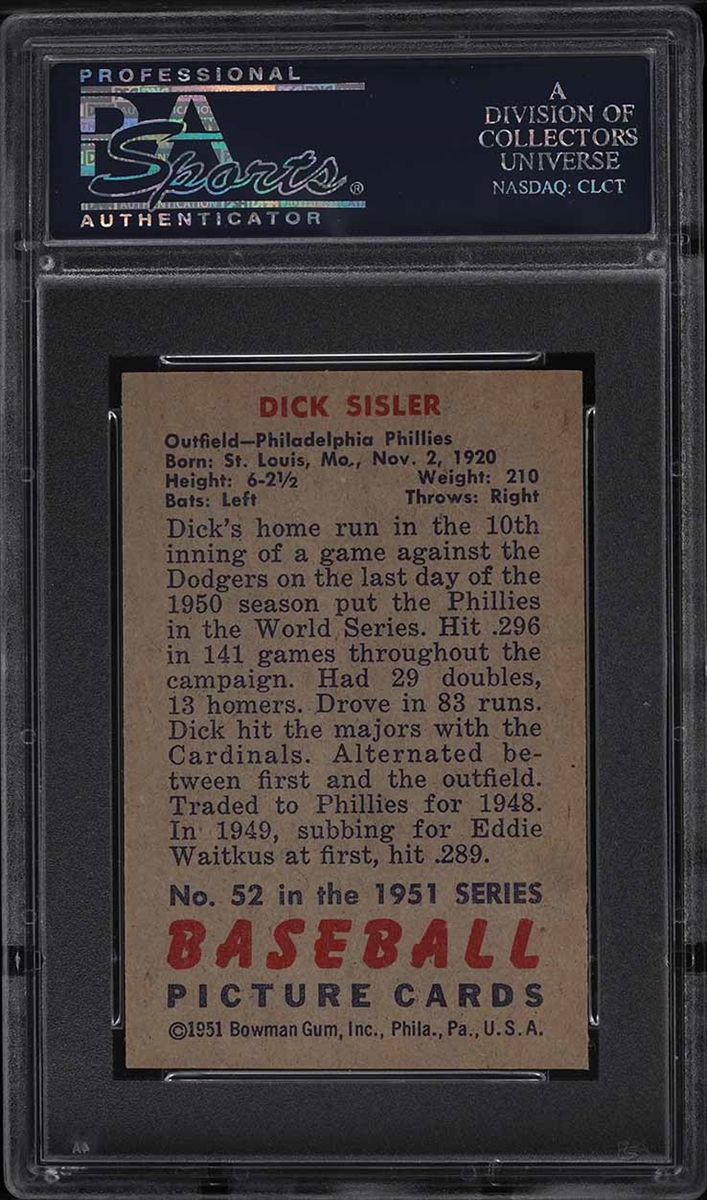 PROFESSIONAL
PSA
Sports®
AUTHENTICATOR
A
DIVISION OF
COLLECTORS
UNIVERSE
NASDAQ: CLCT
DICK SISLER
Outfield—Philadelphia Phillies
Born: St. Louis, Mo., Nov. 2, 1920
Height: 6-2½ Weight: 210
Bats: Left Throws: Right
Dick's home run in the 10th
inning of a game against the
Dodgers on the last day of the
1950 season put the Phillies
in the World Series. Hit .296
in 141 games throughout the
campaign. Had 29 doubles,
13 homers. Drove in 83 runs.
Dick hit the majors with the
Cardinals. Alternated be-
tween first and the outfield.
Traded to Phillies for 1948.
In 1949, subbing for Eddie
Waitkus at first, hit .289.
No. 52 in the 1951 SERIES
BASEBALL
PICTURE CARDS
©1951 Bowman Gum, Inc., Phila., Pa., U.S.A.